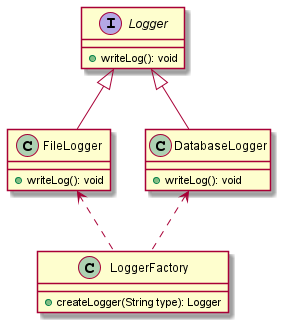 I Logger
writeLog(): void
C FileLogger
writeLog(): void
C DatabaseLogger
writeLog(): void
C LoggerFactory
createLogger(String type): Logger